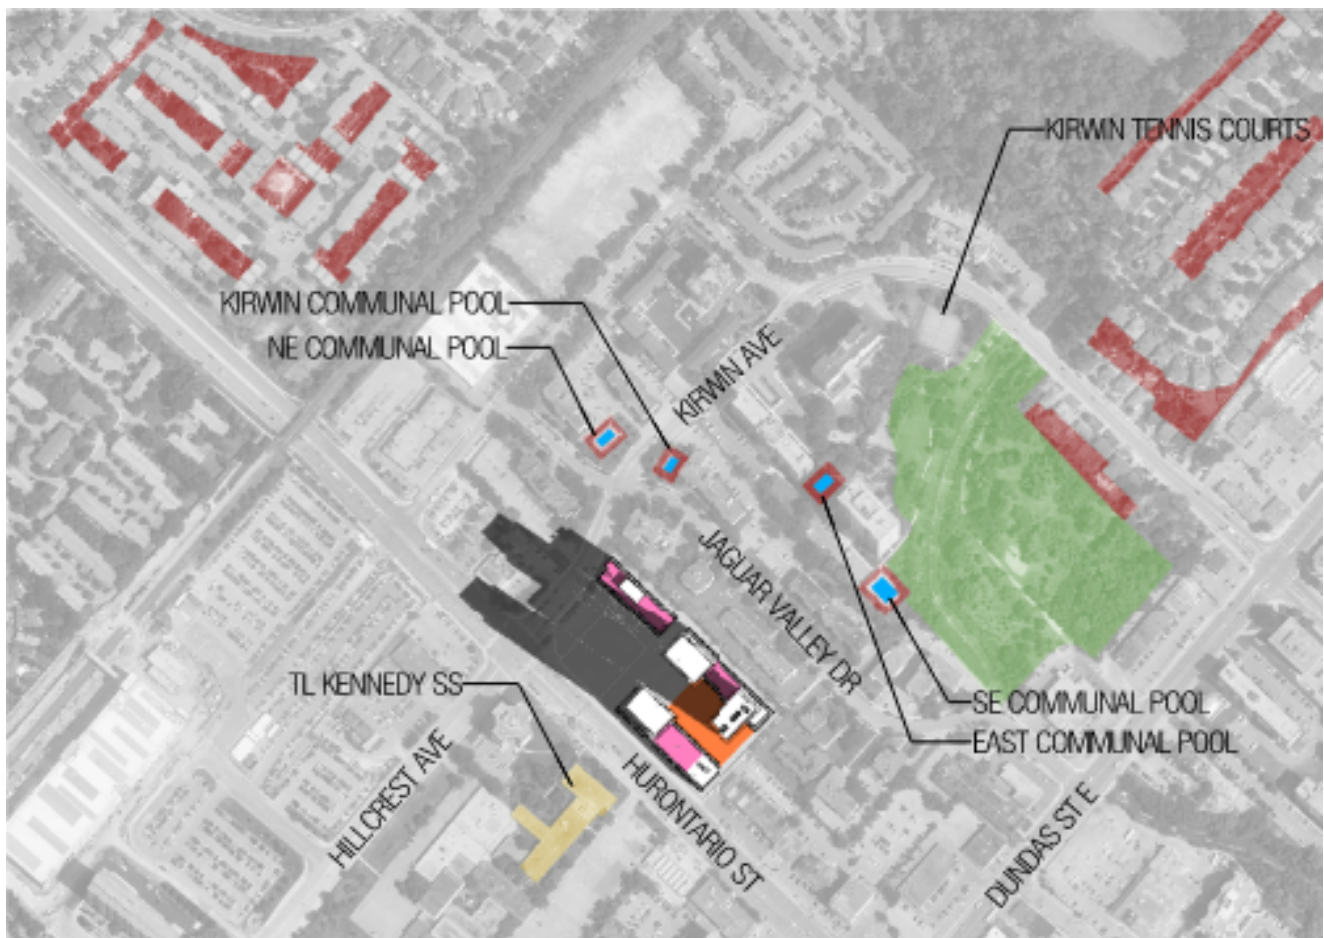 KIRWIN TENNIS COURTS
KIRWIN COMMUNAL POOL
NE COMMUNAL POOL
KIRWIN AVE
JAGUAR VALLEY DR
TL KENNEDY SS
SE COMMUNAL POOL
EAST COMMUNAL POOL
HILLCREST AVE
HURONTARIO ST
DUNDAS ST E